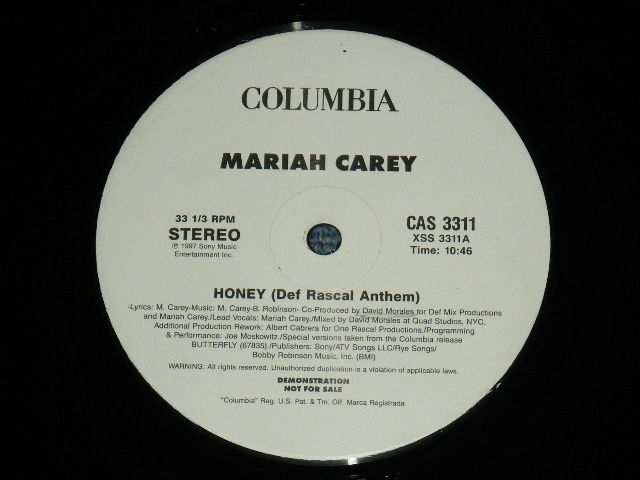 COLUMBIA
MARIAH CAREY
33 1/3 RPM
STEREO
℗ 1997 Sony Music
Entertainment Inc.
CAS 3311
XSS 3311A
Time: 10:46
HONEY (Def Rascal Anthem)
-Lyrics: M. Carey-Music: M. Carey-B. Robinson- Co-Produced by David Morales for Def Mix Productions
and Mariah Carey./Lead Vocals: Mariah Carey./Mixed by David Morales at Quad Studios, NYC.
Additional Production Rework: Albert Cabrera for One Rascal Productions./Programming
& Performance: Joe Moskowitz./Special versions taken from the Columbia release
BUTTERFLY (67835) /Publishers: Sony/ATV Songs LLC/Rye Songs/
Bobby Robinson Music, Inc. (BMI)
WARNING: All rights reserved. Unauthorized duplication is a violation of applicable laws.
DEMONSTRATION
NOT FOR SALE
"Columbia" Reg. U.S. Pat. & Tm. Off. Marca Registrada